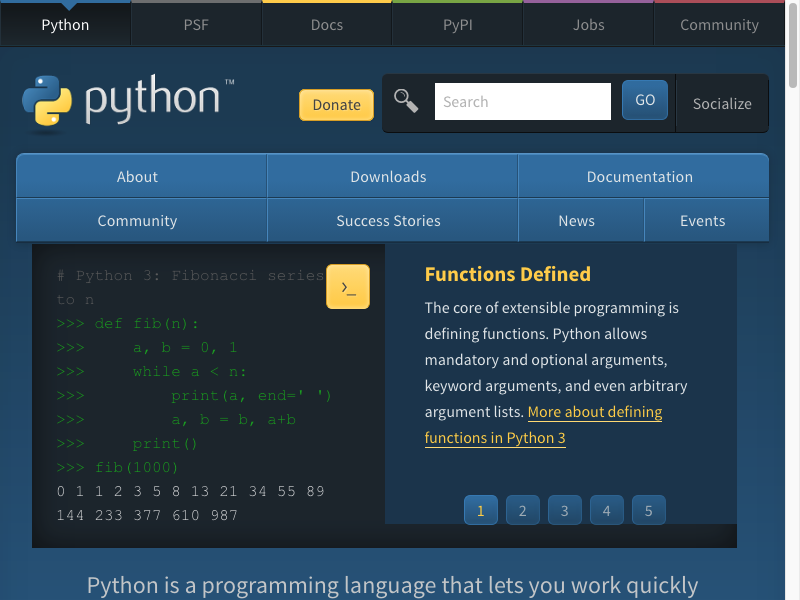 Python PSF Docs PyPI Jobs Community
python™ Donate Search GO Socialize
About Downloads Documentation
Community Success Stories News Events
# Python 3: Fibonacci series
to n
>>> def fib(n):
>>>     a, b = 0, 1
>>>     while a < n:
>>>         print(a, end=' ')
>>>         a, b = b, a+b
>>>     print()
>>> fib(1000)
0 1 1 2 3 5 8 13 21 34 55 89
144 233 377 610 987
>_
Functions Defined
The core of extensible programming is
defining functions. Python allows
mandatory and optional arguments,
keyword arguments, and even arbitrary
argument lists. More about defining
functions in Python 3
1 2 3 4 5
Python is a programming language that lets you work quickly